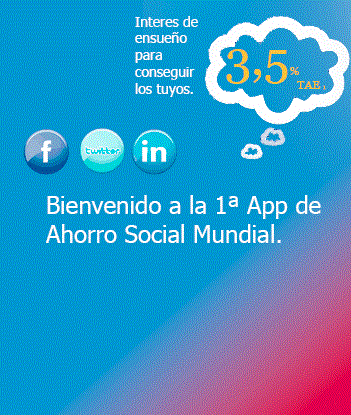 Interes de
ensueño
para
conseguir
los tuyos.
3,5%
TAE ₁
f
twitter
in
Bienvenido a la 1ª App de
Ahorro Social Mundial.